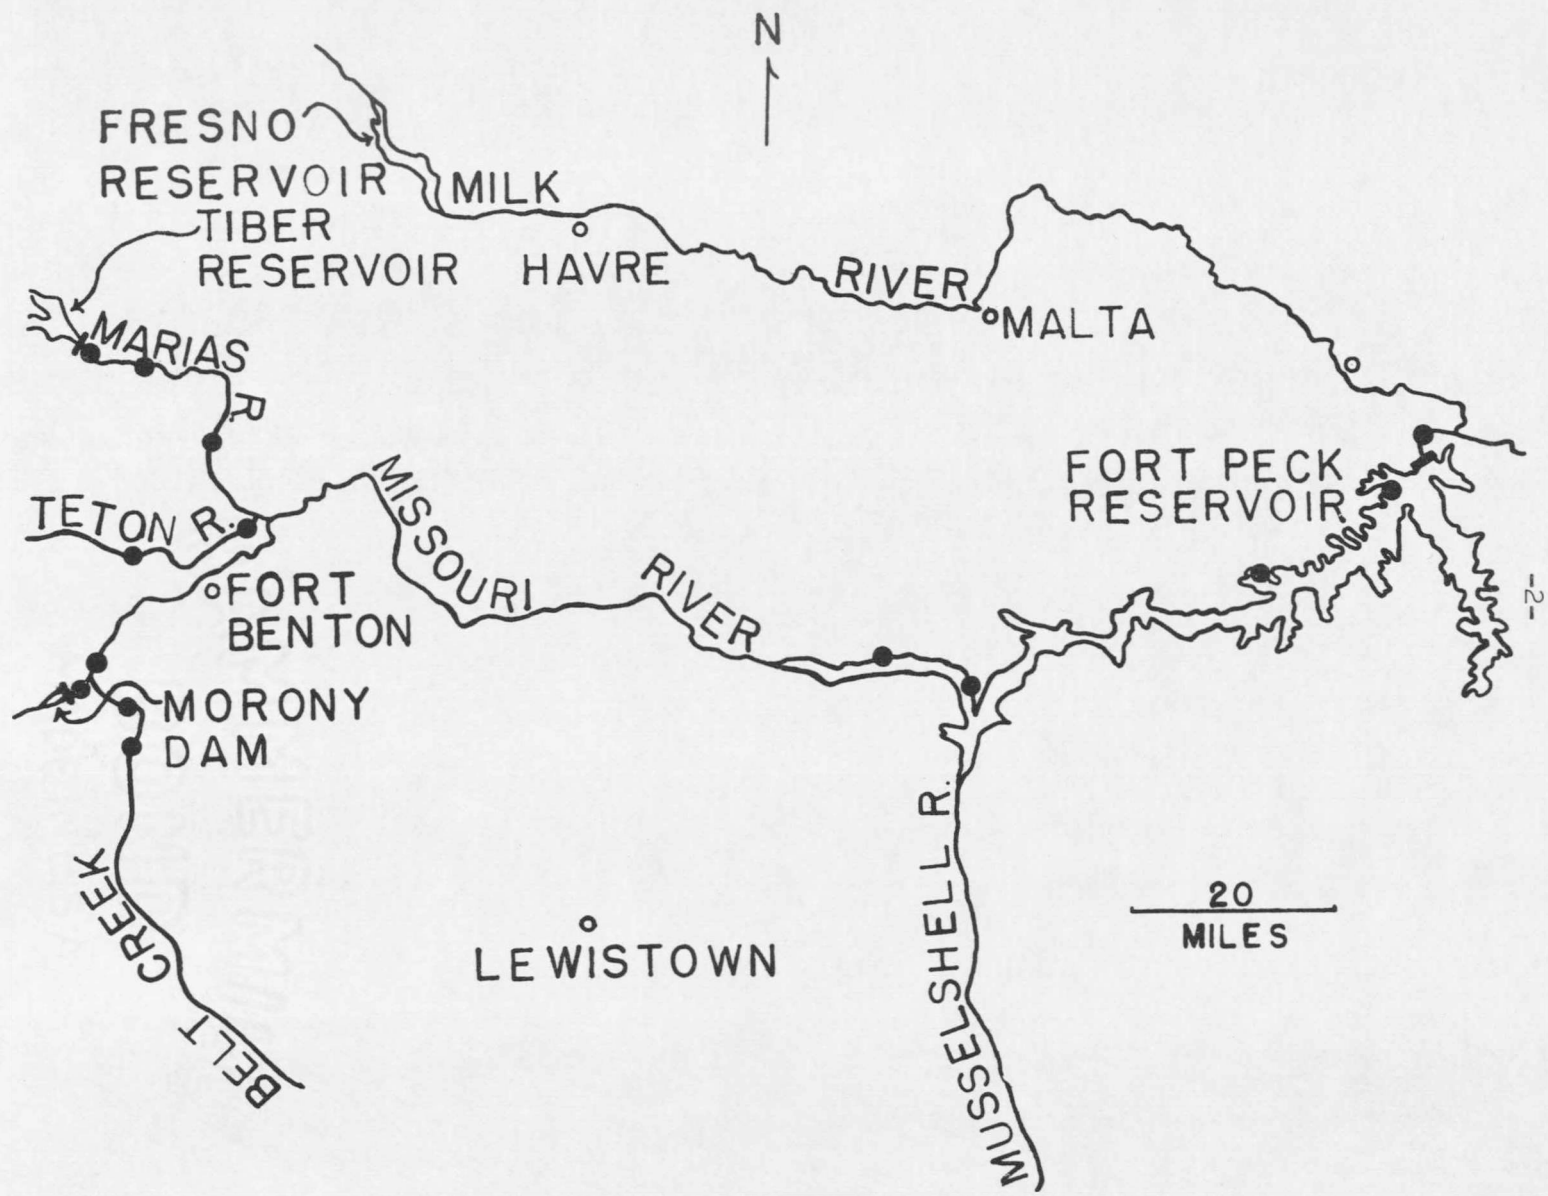 N
FRESNO
RESERVOIR
MILK
TIBER
RESERVOIR
HAVRE
RIVER
MALTA
MARIAS
R.
FORT PECK
RESERVOIR
MISSOURI
RIVER
TETON R.
FORT
BENTON
-2-
MORONY
DAM
MUSSELSHELL R.
20
MILES
LEWISTOWN
BELT CREEK